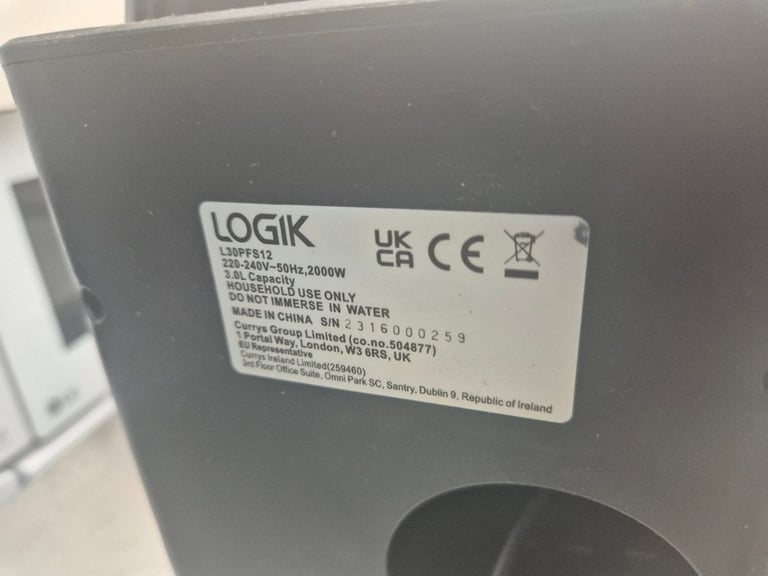 LOGIK
UK
CA
CE
L30PFS12
220-240V~50Hz,2000W
3.0L Capacity
HOUSEHOLD USE ONLY
DO NOT IMMERSE IN WATER
MADE IN CHINA S/N 2316000259
Currys Group Limited (co.no.504877)
1 Portal Way, London, W3 6RS, UK
EU Representative
Currys Ireland Limited(259460)
3rd Floor Office Suite, Omni Park SC, Santry, Dublin 9, Republic of Ireland